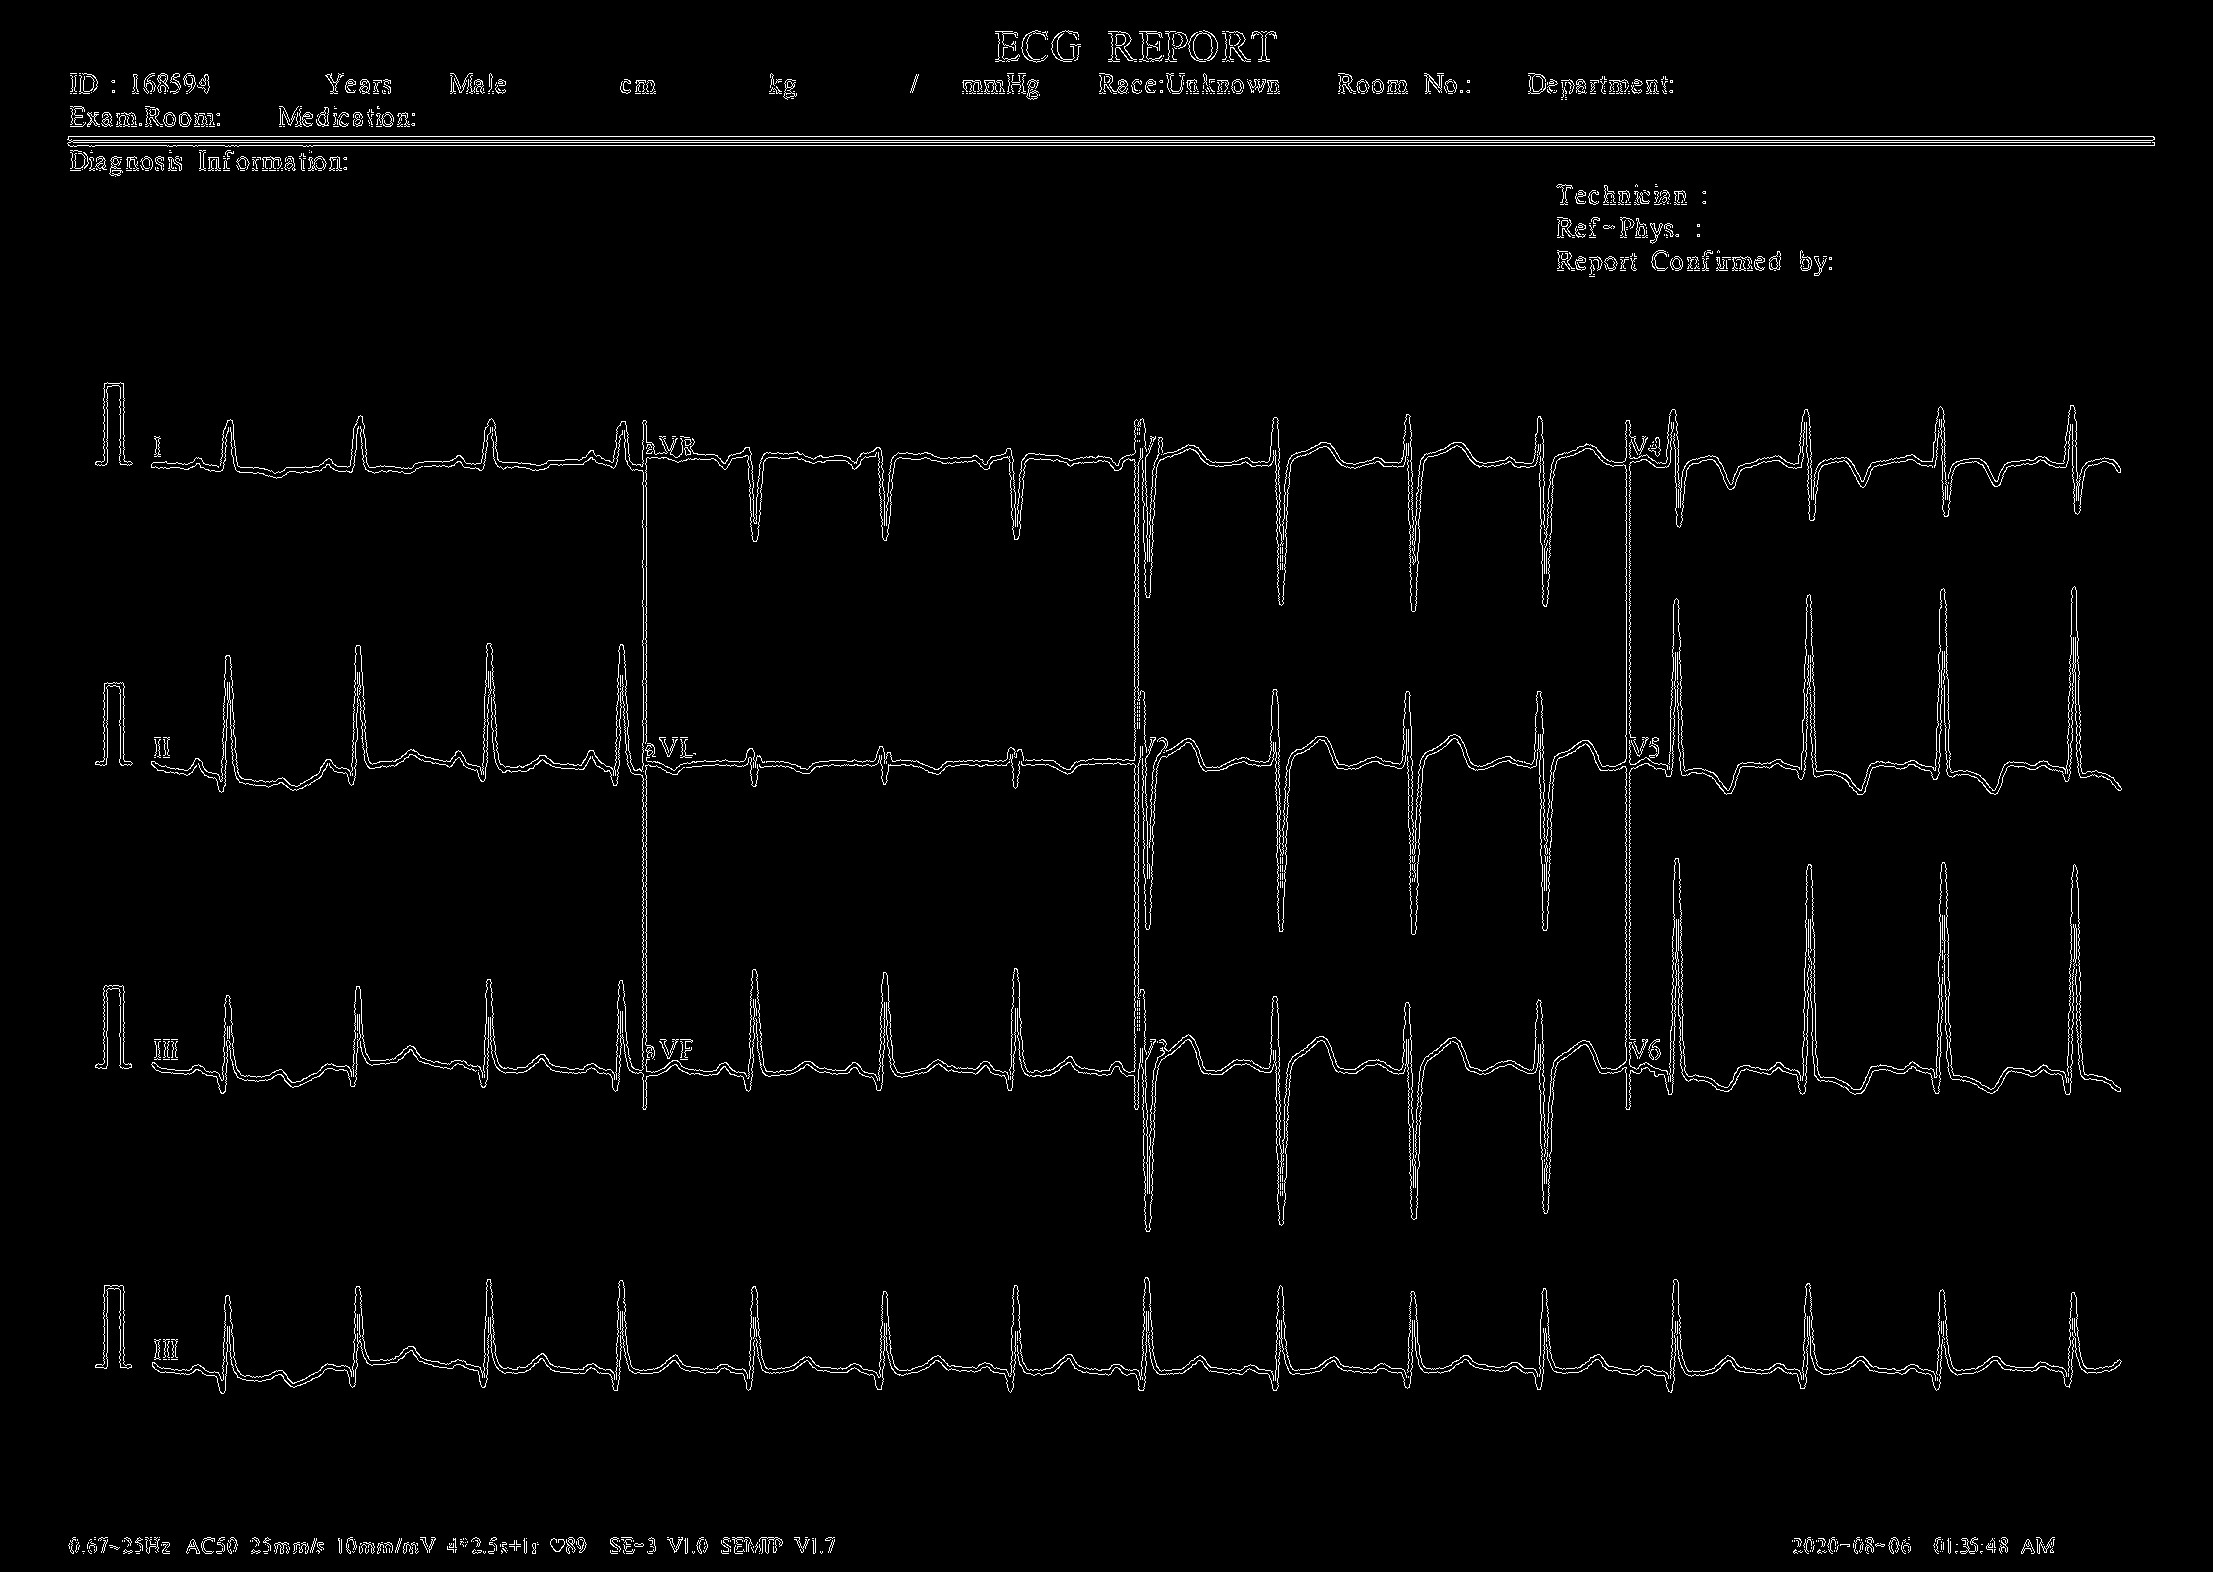 ECG REPORT
ID : 168594 Years Male cm kg / mmHg Race:Unknown Room No.: Department:
Exam.Room: Medication:
Diagnosis Information:
Technician :
Ref-Phys. :
Report Confirmed by:
I aVR V1 V4
II aVL V2 V5
III aVF V3 V6
III
0.67~25Hz AC50 25mm/s 10mm/mV 4*2.5s+1r ♥89 SE-3 V1.0 SEMIP V1.7
2020-08-06 01:35:48 AM